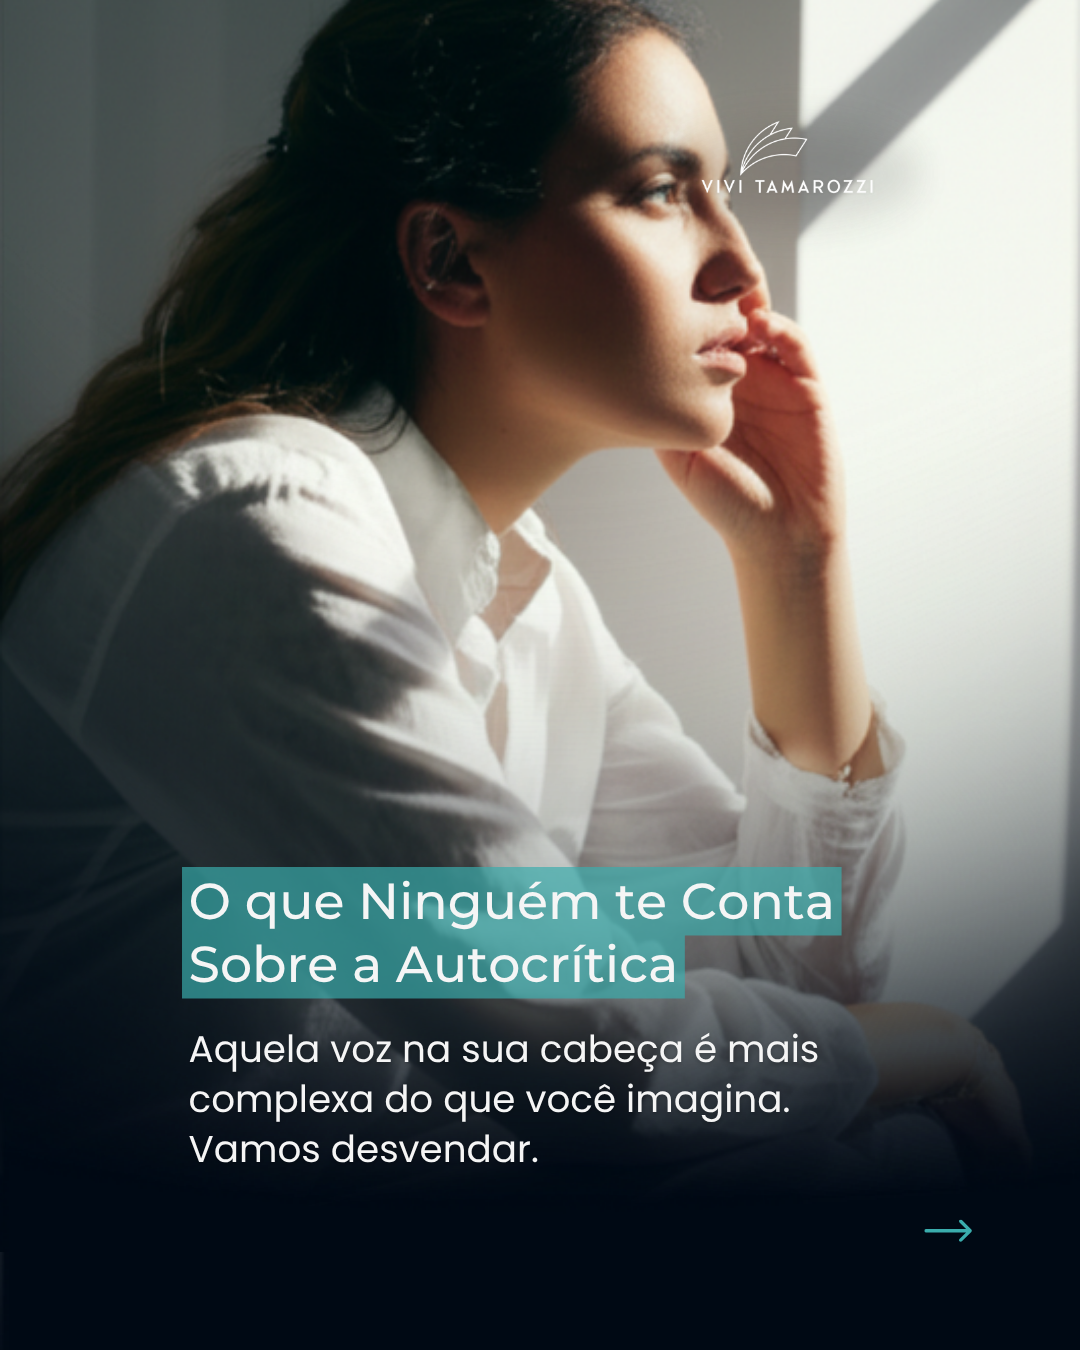 VIVI TAMAROZZI
O que Ninguém te Conta
Sobre a Autocrítica
Aquela voz na sua cabeça é mais
complexa do que você imagina.
Vamos desvendar.